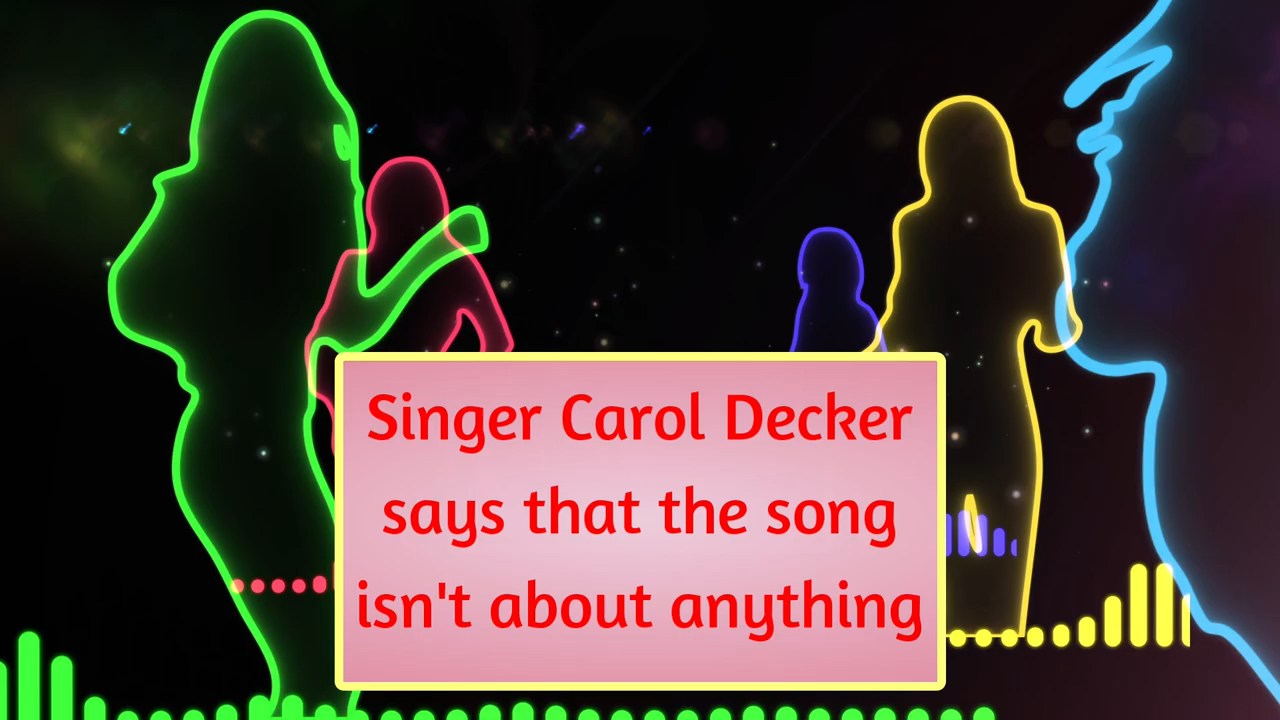 Singer Carol Decker
says that the song
isn't about anything